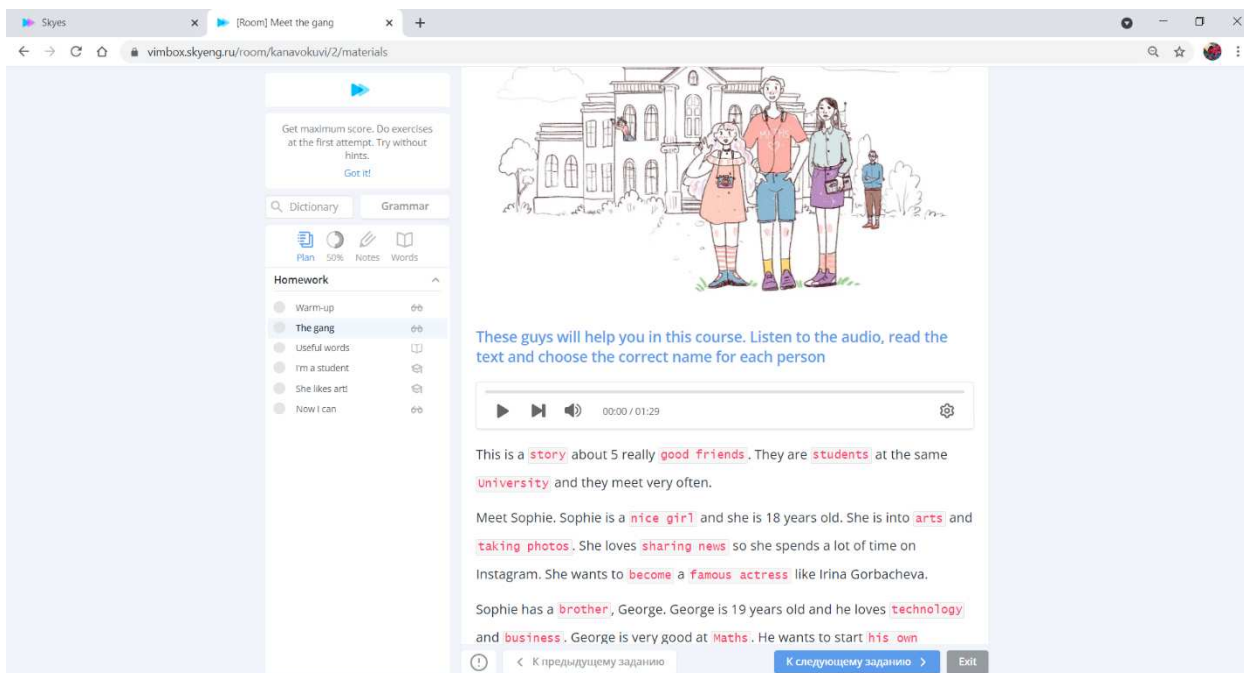 Skyes
[Room] Meet the gang
vimbox.skyeng.ru/room/kanavokuvi/2/materials
Get maximum score. Do exercises
at the first attempt. Try without
hints.
Got it!
Dictionary
Grammar
Plan 50% Notes Words
Homework
Warm-up
The gang
Useful words
I'm a student
She likes art!
Now I can
MATHS
These guys will help you in this course. Listen to the audio, read the
text and choose the correct name for each person
00:00 / 01:29
This is a story about 5 really good friends. They are students at the same
University and they meet very often.
Meet Sophie. Sophie is a nice girl and she is 18 years old. She is into arts and
taking photos. She loves sharing news so she spends a lot of time on
Instagram. She wants to become a famous actress like Irina Gorbacheva.
Sophie has a brother, George. George is 19 years old and he loves technology
and business. George is very good at Maths. He wants to start his own
К предыдущему заданию
К следующему заданию
Exit